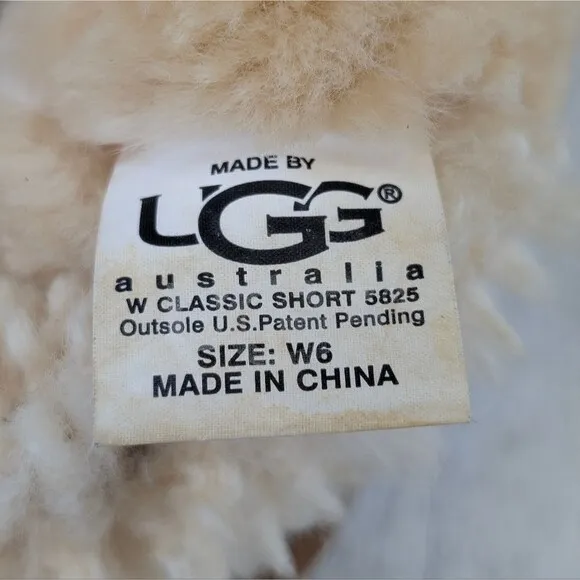 MADE BY
UGG®
australia
W CLASSIC SHORT 5825
Outsole U.S.Patent Pending
SIZE: W6
MADE IN CHINA